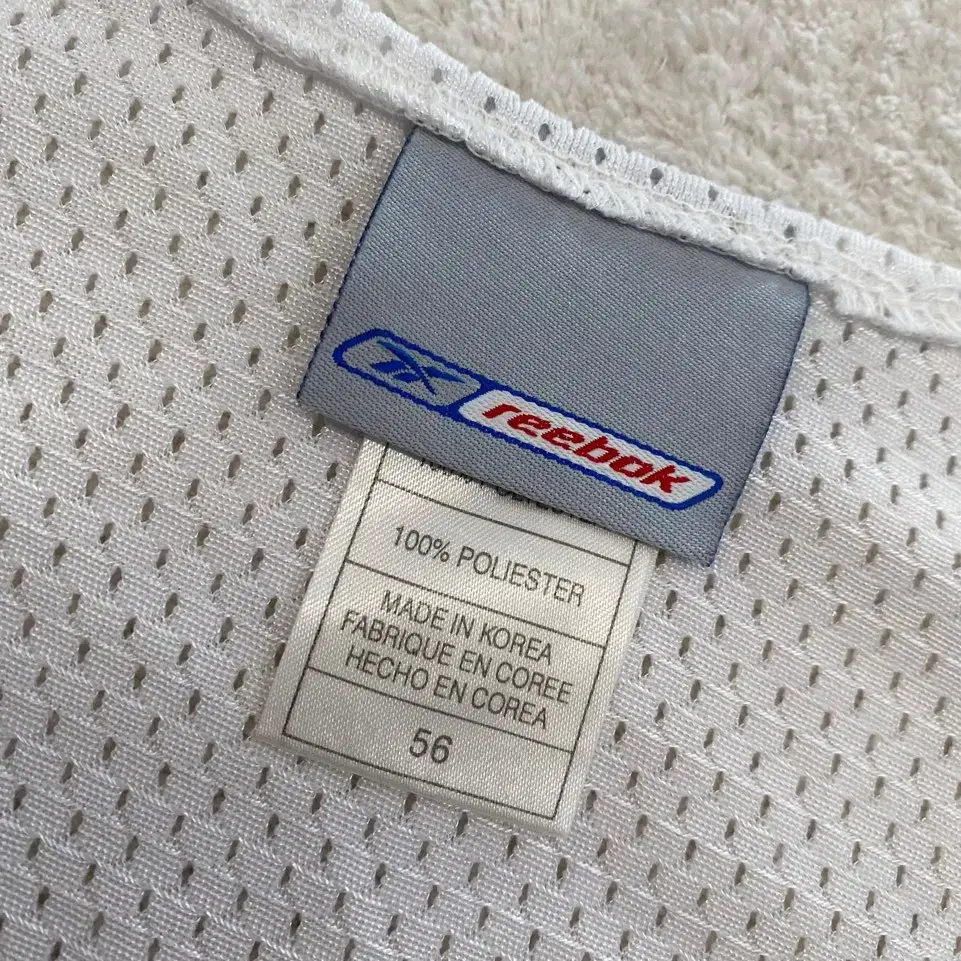 reebok
100% POLIESTER
MADE IN KOREA
FABRIQUE EN COREE
HECHO EN COREA
56